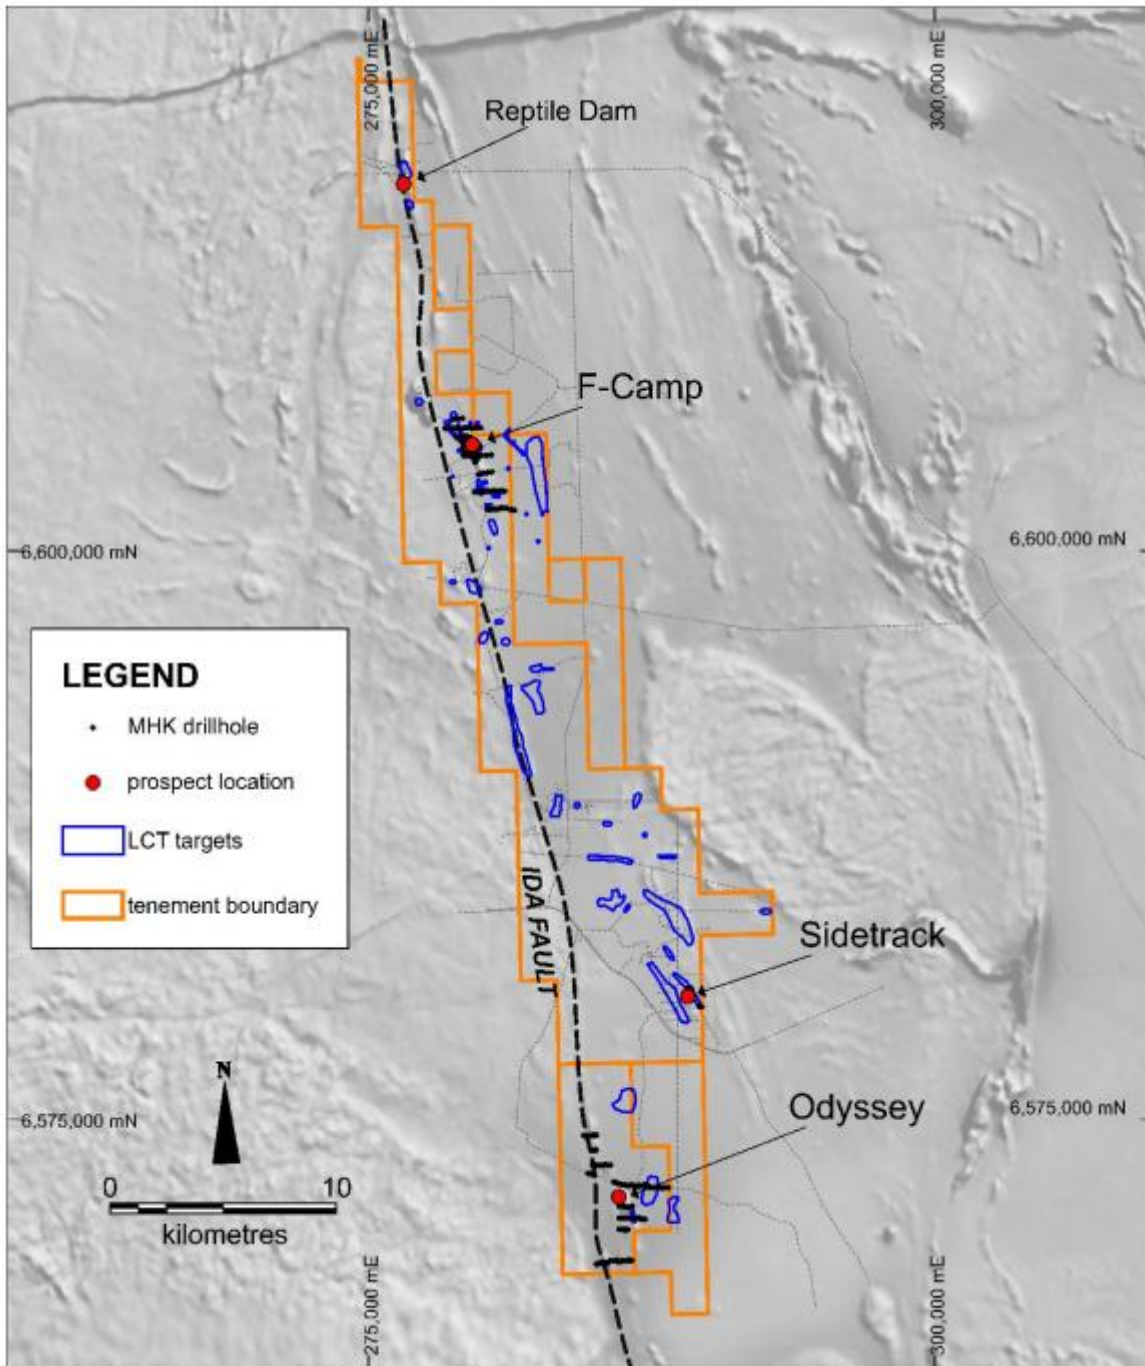 275,000 mE
300,000 mE
Reptile Dam
F-Camp
6,600,000 mN
6,600,000 mN
LEGEND
MHK drillhole
prospect location
LCT targets
tenement boundary
IDA FAULT
Sidetrack
N
Odyssey
6,575,000 mN
6,575,000 mN
0 10
kilometres
275,000 mE
300,000 mE